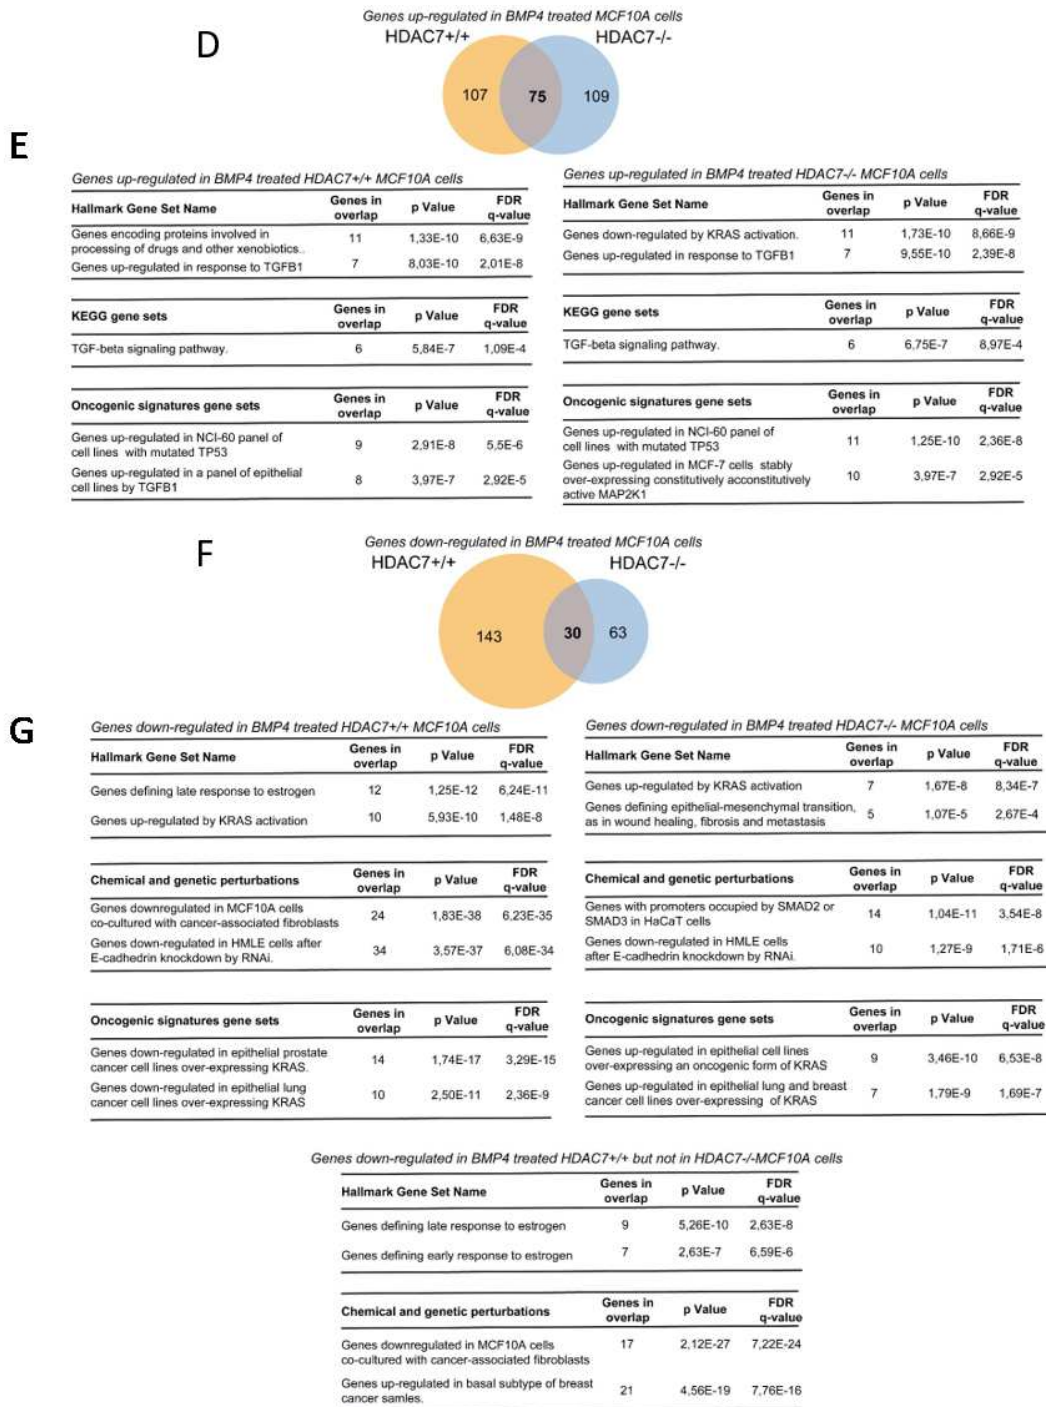 Genes up-regulated in BMP4 treated MCF10A cells
D
HDAC7+/+ HDAC7-/-
107 75 109
E
Genes up-regulated in BMP4 treated HDAC7+/+ MCF10A cells
Hallmark Gene Set Name Genes in overlap p Value FDR q-value
Genes encoding proteins involved in
processing of drugs and other xenobiotics.. 11 1,33E-10 6,63E-9
Genes up-regulated in response to TGFB1 7 8,03E-10 2,01E-8
KEGG gene sets Genes in overlap p Value FDR q-value
TGF-beta signaling pathway. 6 5,84E-7 1,09E-4
Oncogenic signatures gene sets Genes in overlap p Value FDR q-value
Genes up-regulated in NCI-60 panel of
cell lines with mutated TP53 9 2,91E-8 5,5E-6
Genes up-regulated in a panel of epithelial
cell lines by TGFB1 8 3,97E-7 2,92E-5
Genes up-regulated in BMP4 treated HDAC7-/- MCF10A cells
Hallmark Gene Set Name Genes in overlap p Value FDR q-value
Genes down-regulated by KRAS activation. 11 1,73E-10 8,66E-9
Genes up-regulated in response to TGFB1 7 9,55E-10 2,39E-8
KEGG gene sets Genes in overlap p Value FDR q-value
TGF-beta signaling pathway. 6 6,75E-7 8,97E-4
Oncogenic signatures gene sets Genes in overlap p Value FDR q-value
Genes up-regulated in NCI-60 panel of
cell lines with mutated TP53 11 1,25E-10 2,36E-8
Genes up-regulated in MCF-7 cells stably
over-expressing constitutively acconstitutively
active MAP2K1 10 3,97E-7 2,92E-5
F
Genes down-regulated in BMP4 treated MCF10A cells
HDAC7+/+ HDAC7-/-
143 30 63
G
Genes down-regulated in BMP4 treated HDAC7+/+ MCF10A cells
Hallmark Gene Set Name Genes in overlap p Value FDR q-value
Genes defining late response to estrogen 12 1,25E-12 6,24E-11
Genes up-regulated by KRAS activation 10 5,93E-10 1,48E-8
Chemical and genetic perturbations Genes in overlap p Value FDR q-value
Genes downregulated in MCF10A cells
co-cultured with cancer-associated fibroblasts 24 1,83E-38 6,23E-35
Genes down-regulated in HMLE cells after
E-cadhedrin knockdown by RNAi. 34 3,57E-37 6,08E-34
Oncogenic signatures gene sets Genes in overlap p Value FDR q-value
Genes down-regulated in epithelial prostate
cancer cell lines over-expressing KRAS. 14 1,74E-17 3,29E-15
Genes down-regulated in epithelial lung
cancer cell lines over-expressing KRAS 10 2,50E-11 2,36E-9
Genes down-regulated in BMP4 treated HDAC7-/- MCF10A cells
Hallmark Gene Set Name Genes in overlap p Value FDR q-value
Genes up-regulated by KRAS activation 7 1,67E-8 8,34E-7
Genes defining epithelial-mesenchymal transition,
as in wound healing, fibrosis and metastasis 5 1,07E-5 2,67E-4
Chemical and genetic perturbations Genes in overlap p Value FDR q-value
Genes with promoters occupied by SMAD2 or
SMAD3 in HaCaT cells 14 1,04E-11 3,54E-8
Genes down-regulated in HMLE cells
after E-cadhedrin knockdown by RNAi. 10 1,27E-9 1,71E-6
Oncogenic signatures gene sets Genes in overlap p Value FDR q-value
Genes up-regulated in epithelial cell lines
over-expressing an oncogenic form of KRAS 9 3,46E-10 6,53E-8
Genes up-regulated in epithelial lung and breast
cancer cell lines over-expressing of KRAS 7 1,79E-9 1,69E-7
Genes down-regulated in BMP4 treated HDAC7+/+ but not in HDAC7-/-MCF10A cells
Hallmark Gene Set Name Genes in overlap p Value FDR q-value
Genes defining late response to estrogen 9 5,26E-10 2,63E-8
Genes defining early response to estrogen 7 2,63E-7 6,59E-6
Chemical and genetic perturbations Genes in overlap p Value FDR q-value
Genes downregulated in MCF10A cells
co-cultured with cancer-associated fibroblasts 17 2,12E-27 7,22E-24
Genes up-regulated in basal subtype of breast
cancer samles. 21 4,56E-19 7,76E-16